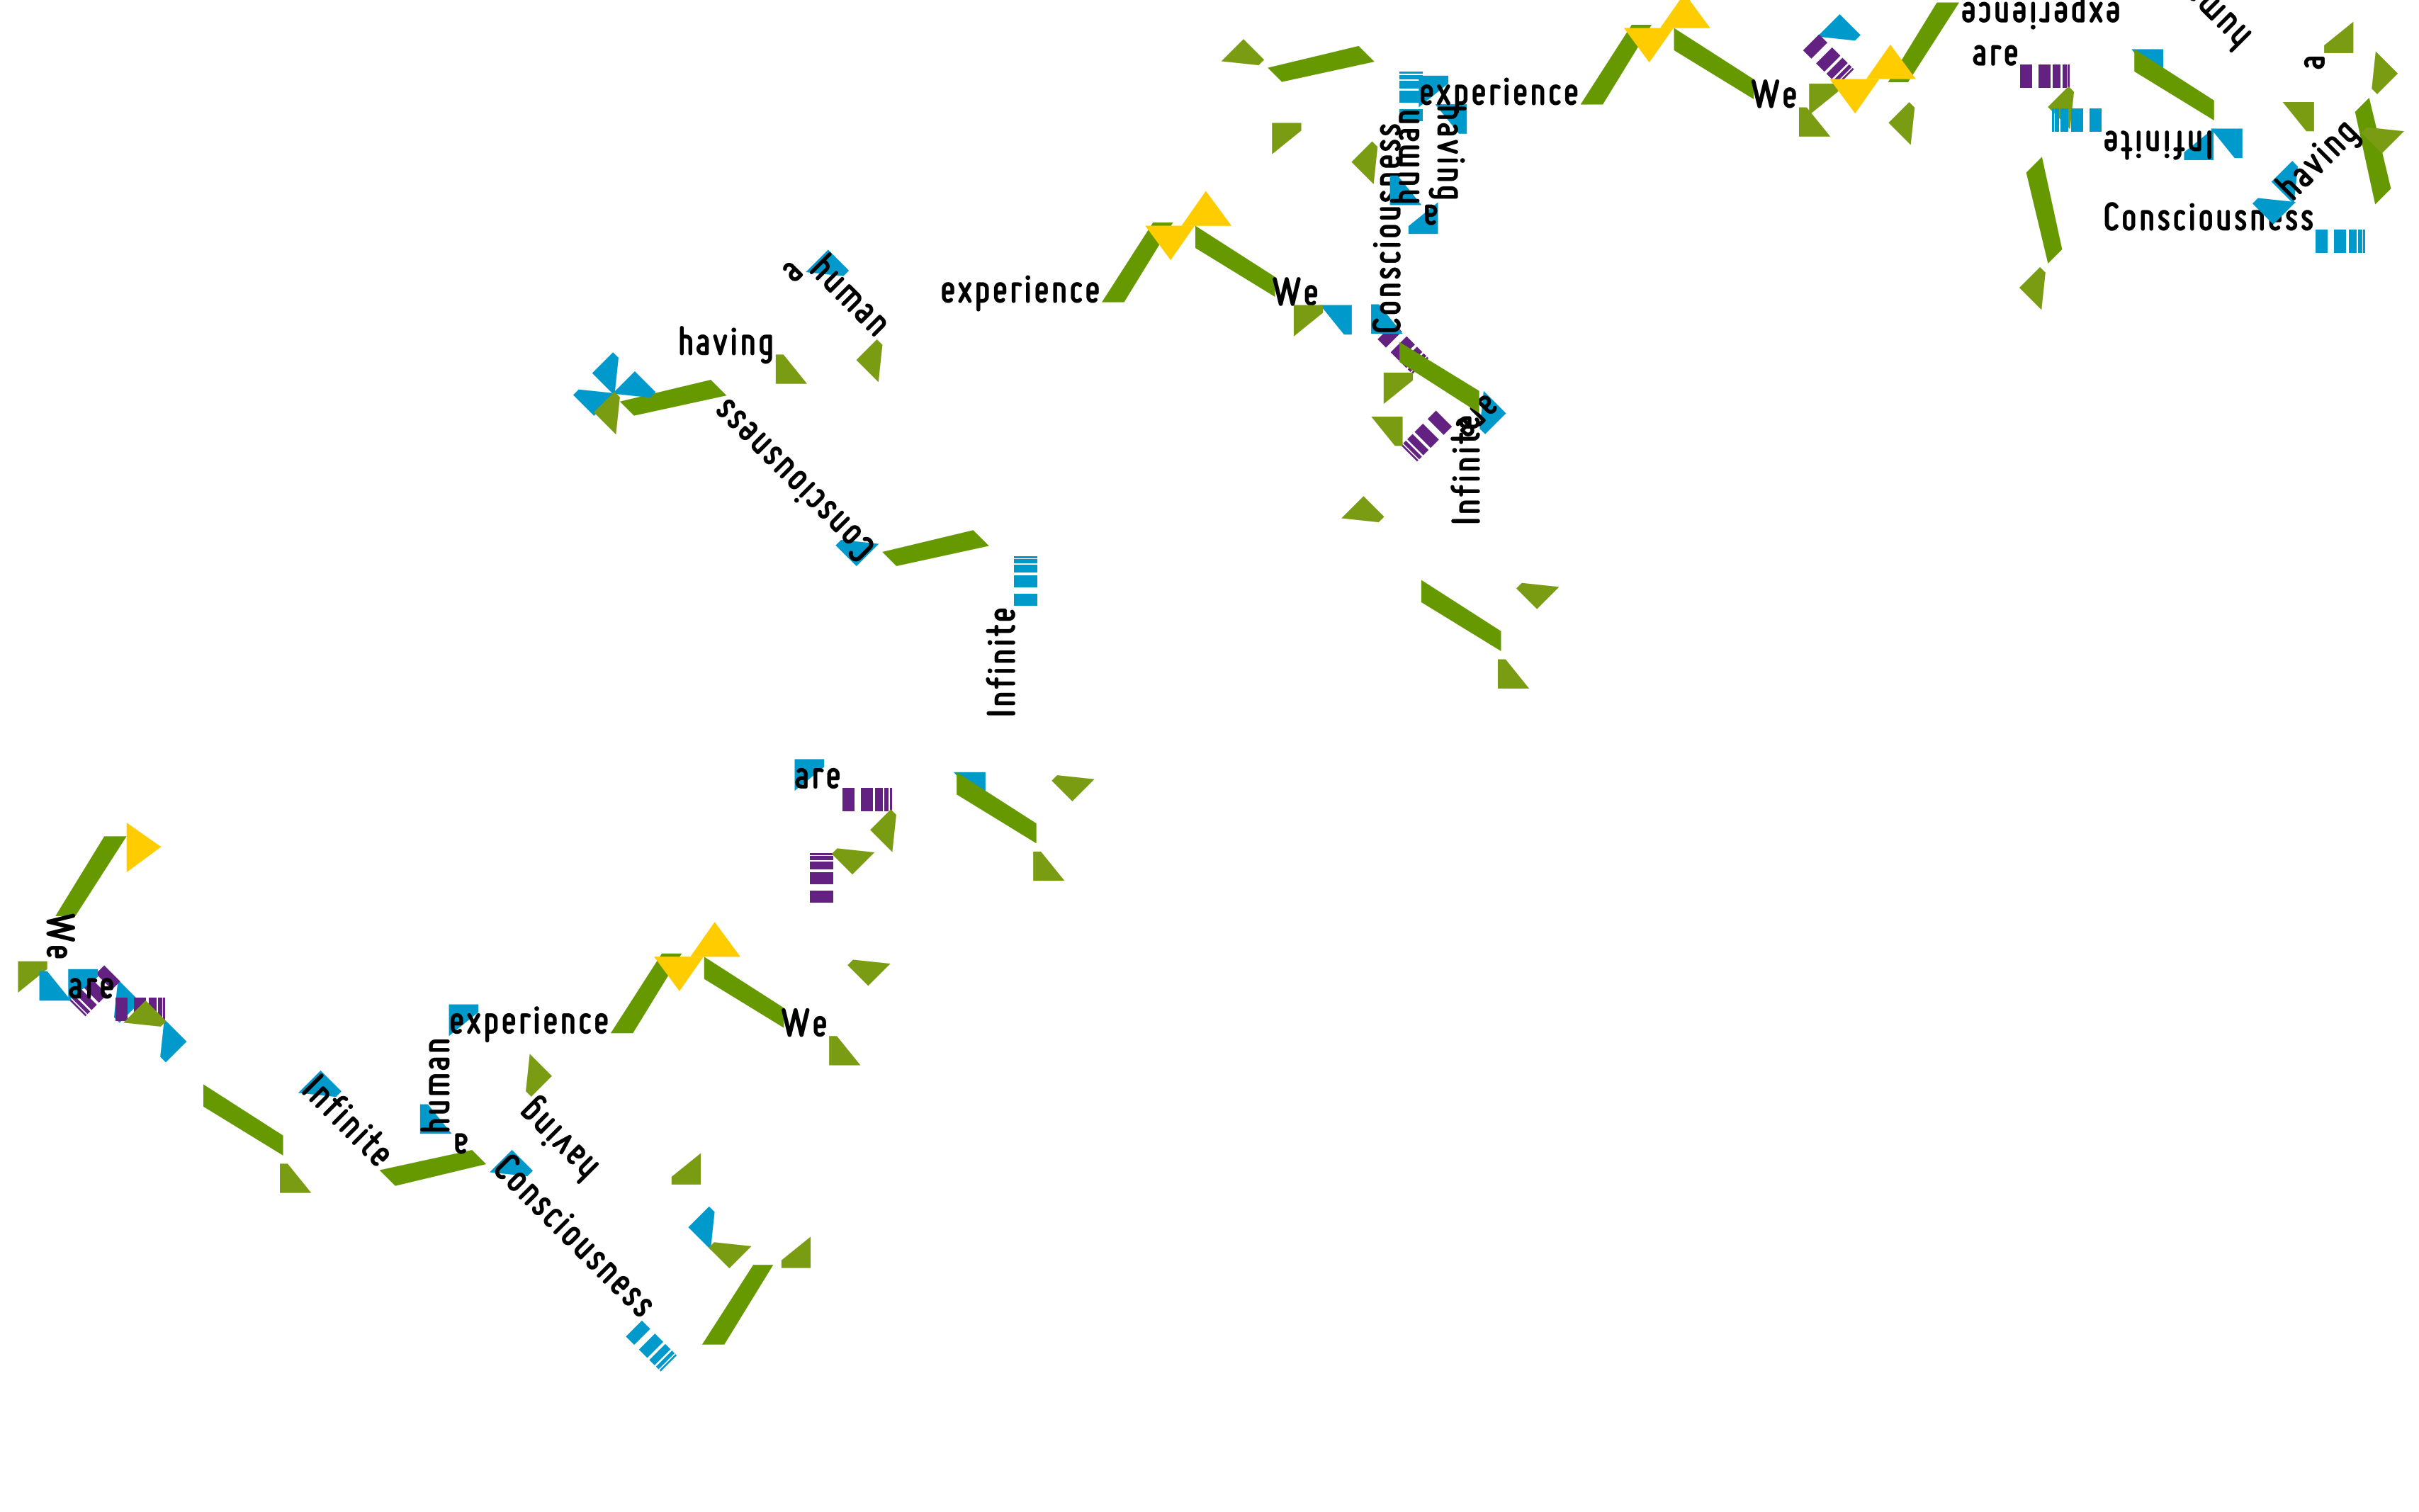 We
are
Infinite
Consciousness
having
a
human
experience
We
are
Infinite
Consciousness
having
a
human
experience
We
are
Infinite
Consciousness
having
a
human
experience
We
are
Infinite
Consciousness
having
a
hum
experience